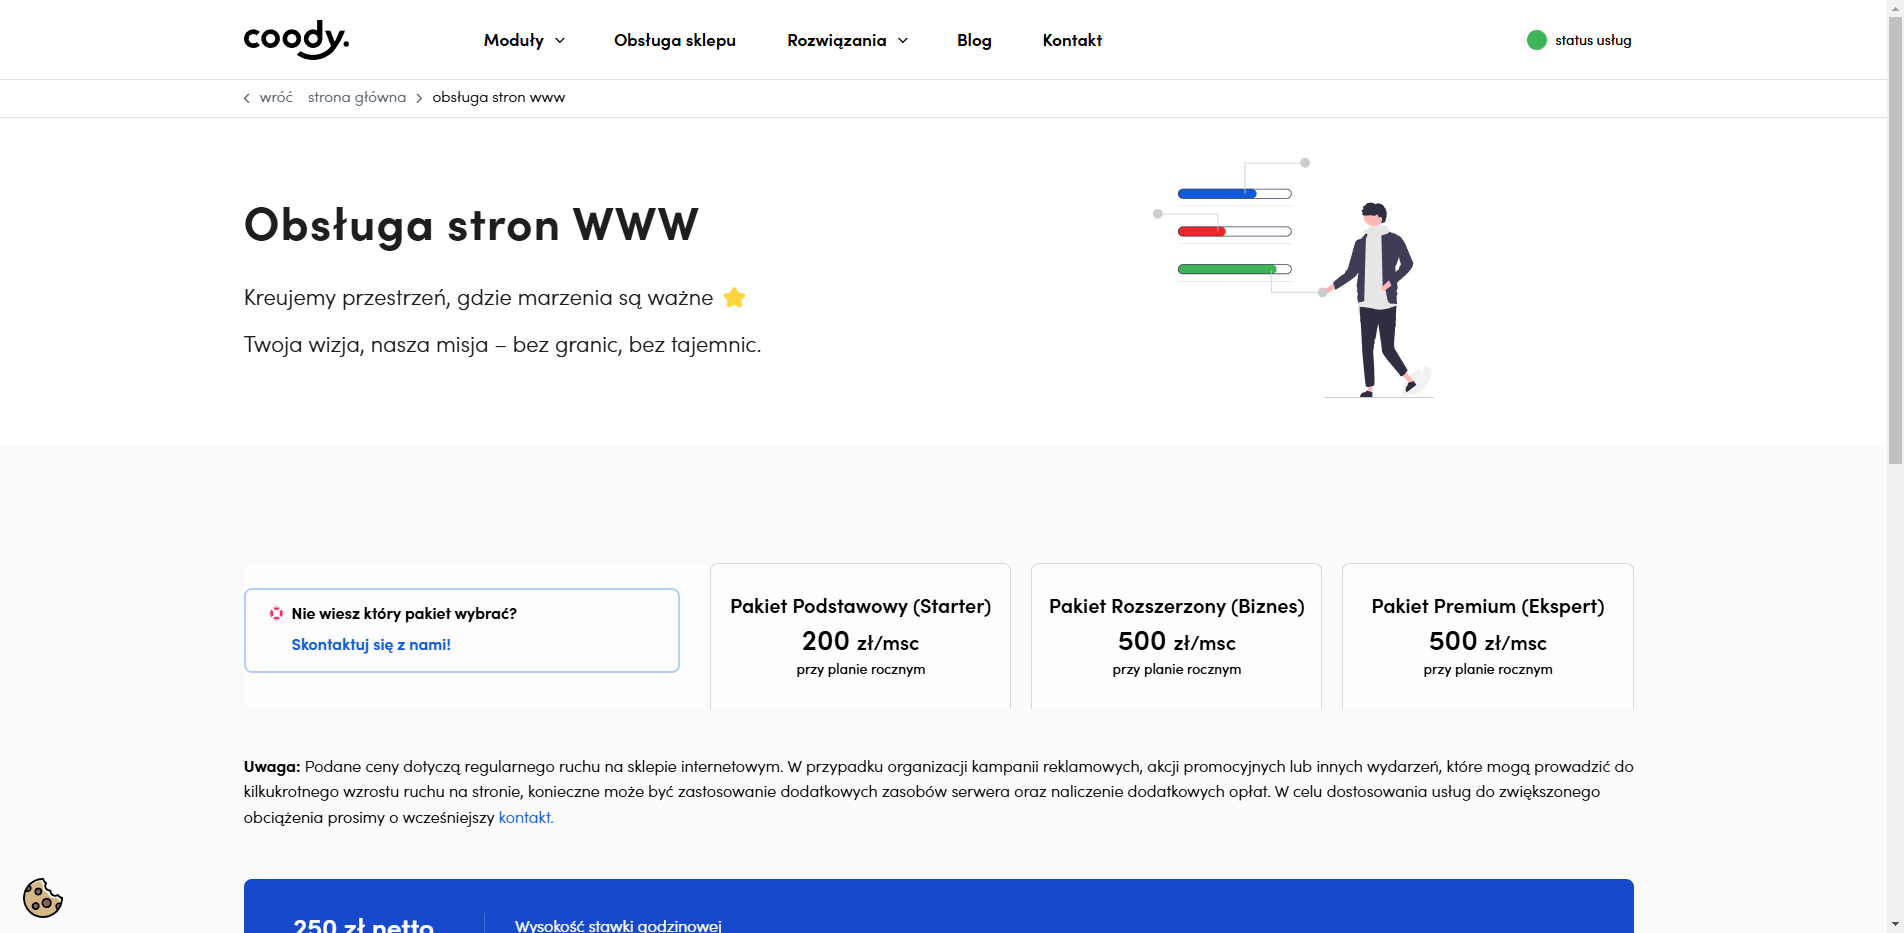 coody.
Moduły
Obsługa sklepu
Rozwiązania
Blog
Kontakt
status usług
wróć
strona główna
obsługa stron www
Obsługa stron WWW
Kreujemy przestrzeń, gdzie marzenia są ważne
Twoja wizja, nasza misja – bez granic, bez tajemnic.
Nie wiesz który pakiet wybrać?
Skontaktuj się z nami!
Pakiet Podstawowy (Starter)
200 zł/msc
przy planie rocznym
Pakiet Rozszerzony (Biznes)
500 zł/msc
przy planie rocznym
Pakiet Premium (Ekspert)
500 zł/msc
przy planie rocznym
Uwaga: Podane ceny dotyczą regularnego ruchu na sklepie internetowym. W przypadku organizacji kampanii reklamowych, akcji promocyjnych lub innych wydarzeń, które mogą prowadzić do
kilkukrotnego wzrostu ruchu na stronie, konieczne może być zastosowanie dodatkowych zasobów serwera oraz naliczenie dodatkowych opłat. W celu dostosowania usług do zwiększonego
obciążenia prosimy o wcześniejszy kontakt.
250 zł netto
Wysokość stawki godzinowej